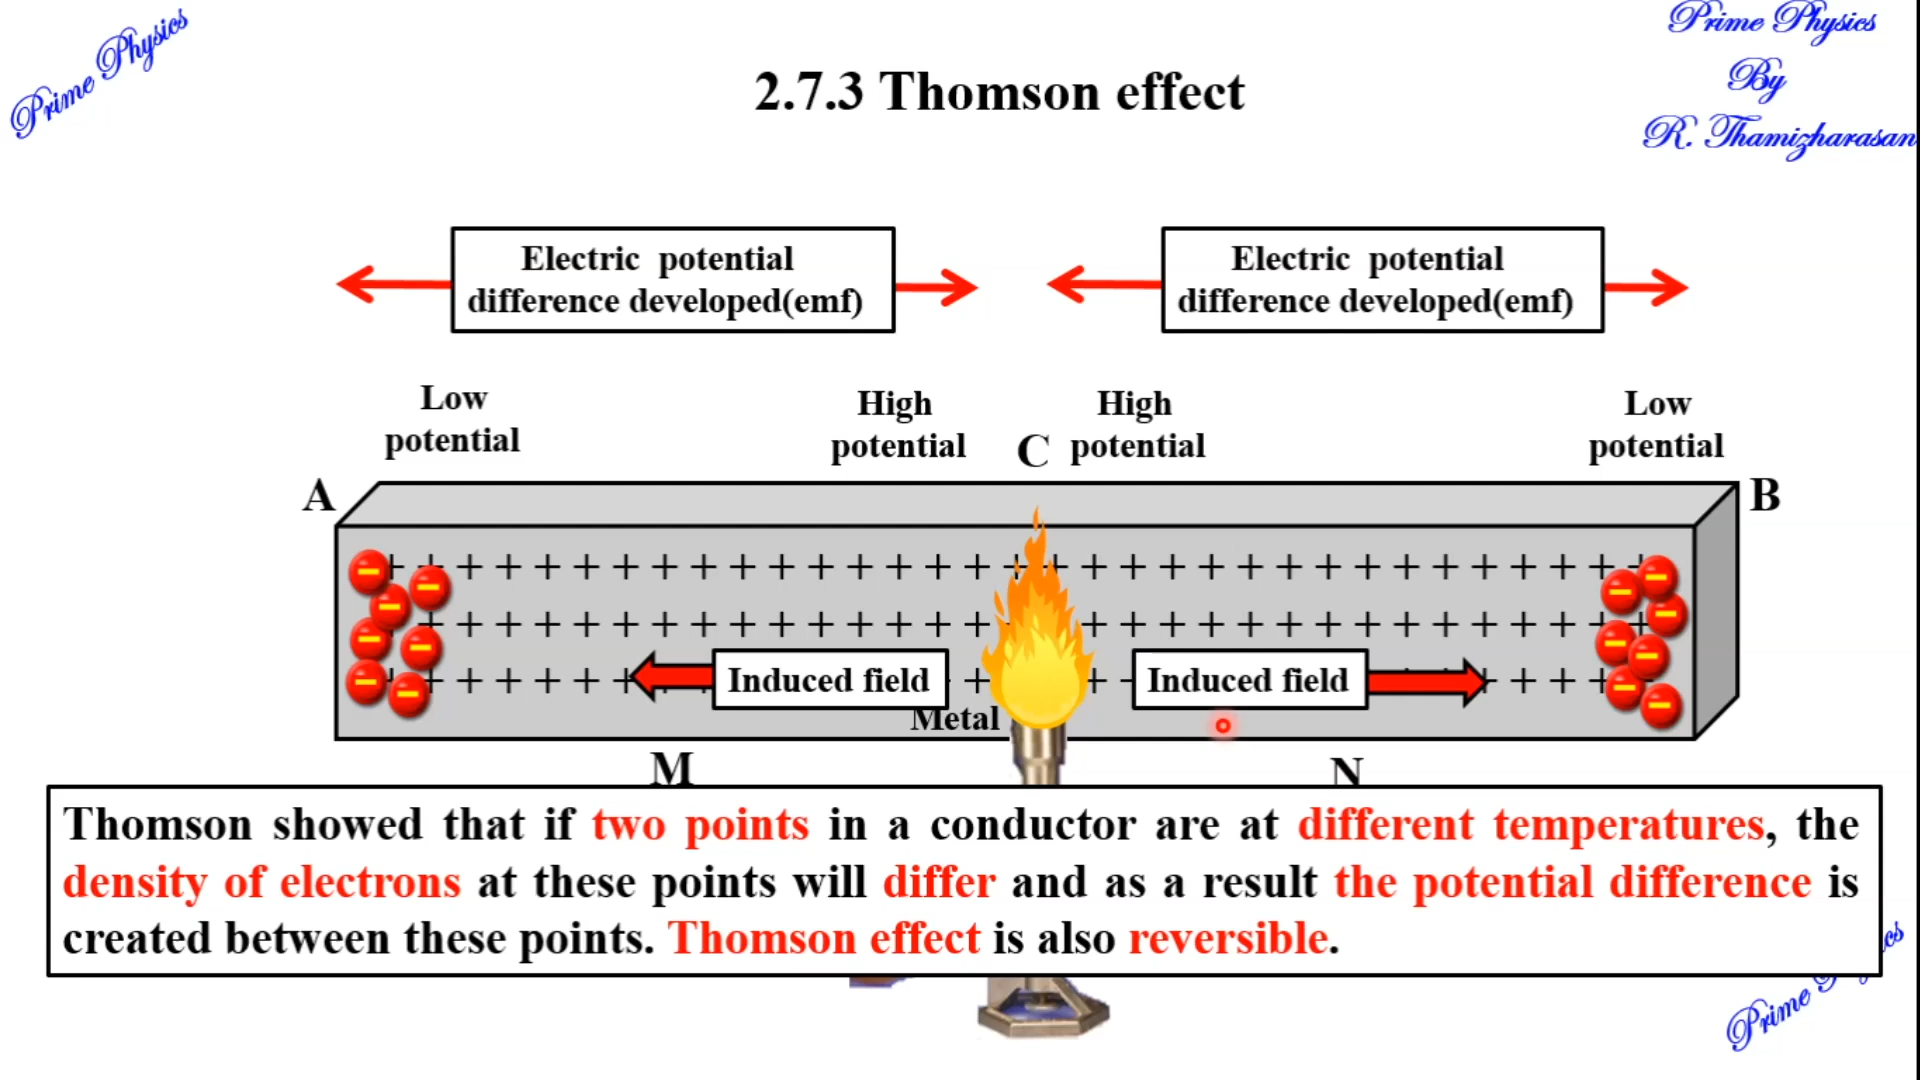 Prime Physics
Prime Physics
By
R. Thamizharasan
2.7.3 Thomson effect
Electric potential
difference developed(emf)
Electric potential
difference developed(emf)
Low
potential
High
potential
C
High
potential
Low
potential
A
B
+ + + + + + + + + + + + + + + + + + + + + + + + + + + + + + + +
+ + + + + + + + + + + + + + + + + + + + + + + + + + + + +
Induced field
Induced field
Metal
M
N
Thomson showed that if two points in a conductor are at different temperatures, the
density of electrons at these points will differ and as a result the potential difference is
created between these points. Thomson effect is also reversible.
Prime
cs